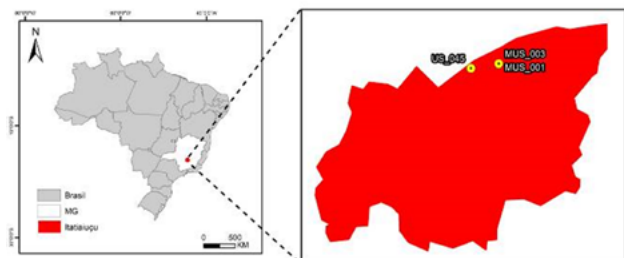 N
Brasil
MG
Itatiaiuçu
0 500
KM
US_045
MUS_003
MUS_001